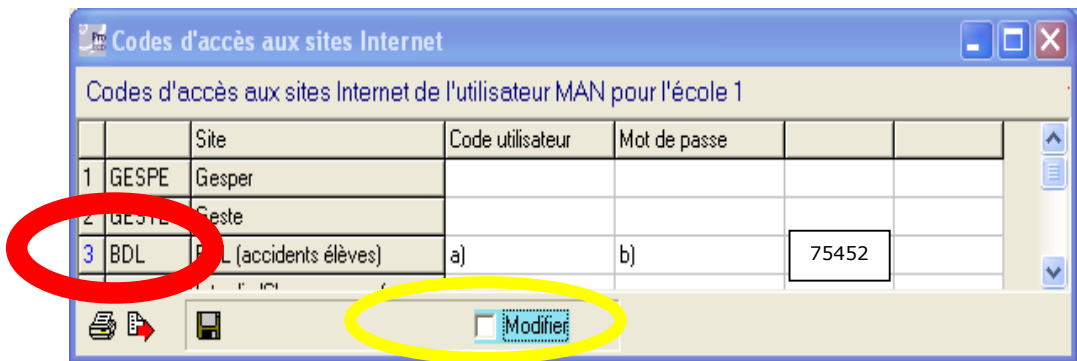 Codes d'accès aux sites Internet
Codes d'accès aux sites Internet de l'utilisateur MAN pour l'école 1
Site Code utilisateur Mot de passe
1 GESPE Gesper
2 Geste
3 BDL (accidents élèves) a) b) 75452
Modifier